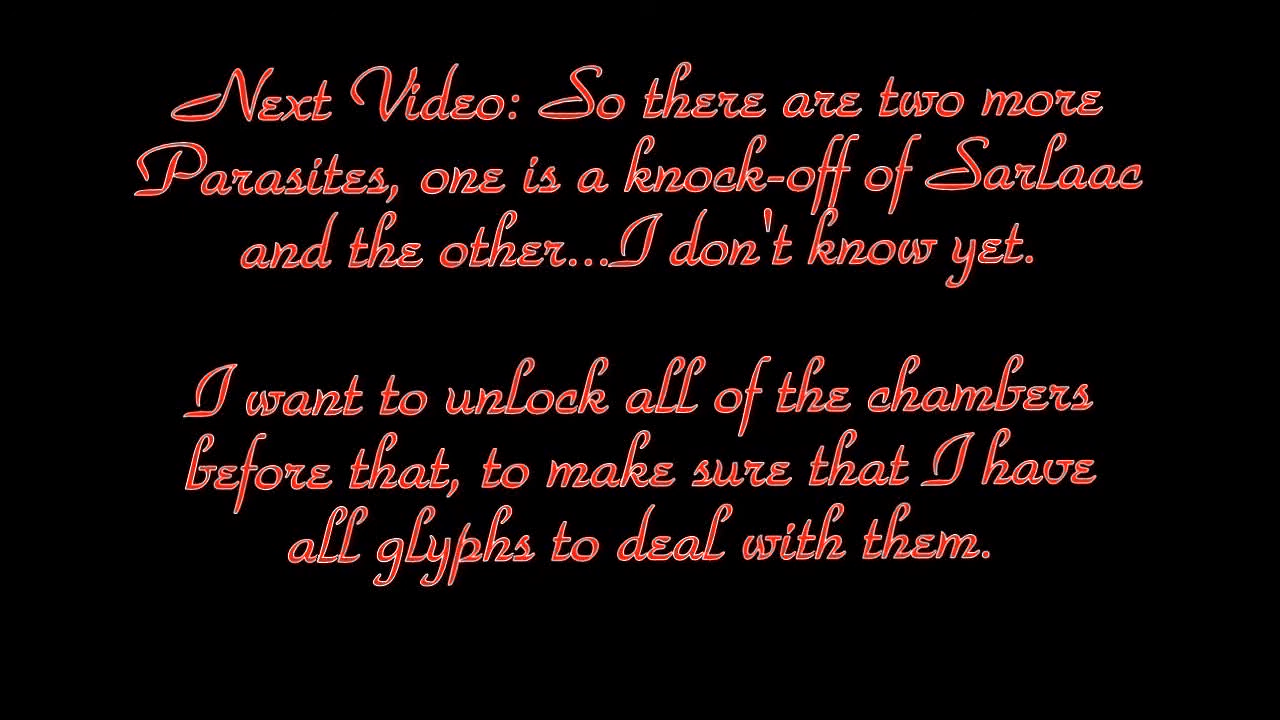 Next Video: So there are two more
Parasites, one is a knock-off of Sarlaac
and the other...I don't know yet.
I want to unlock all of the chambers
before that, to make sure that I have
all glyphs to deal with them.